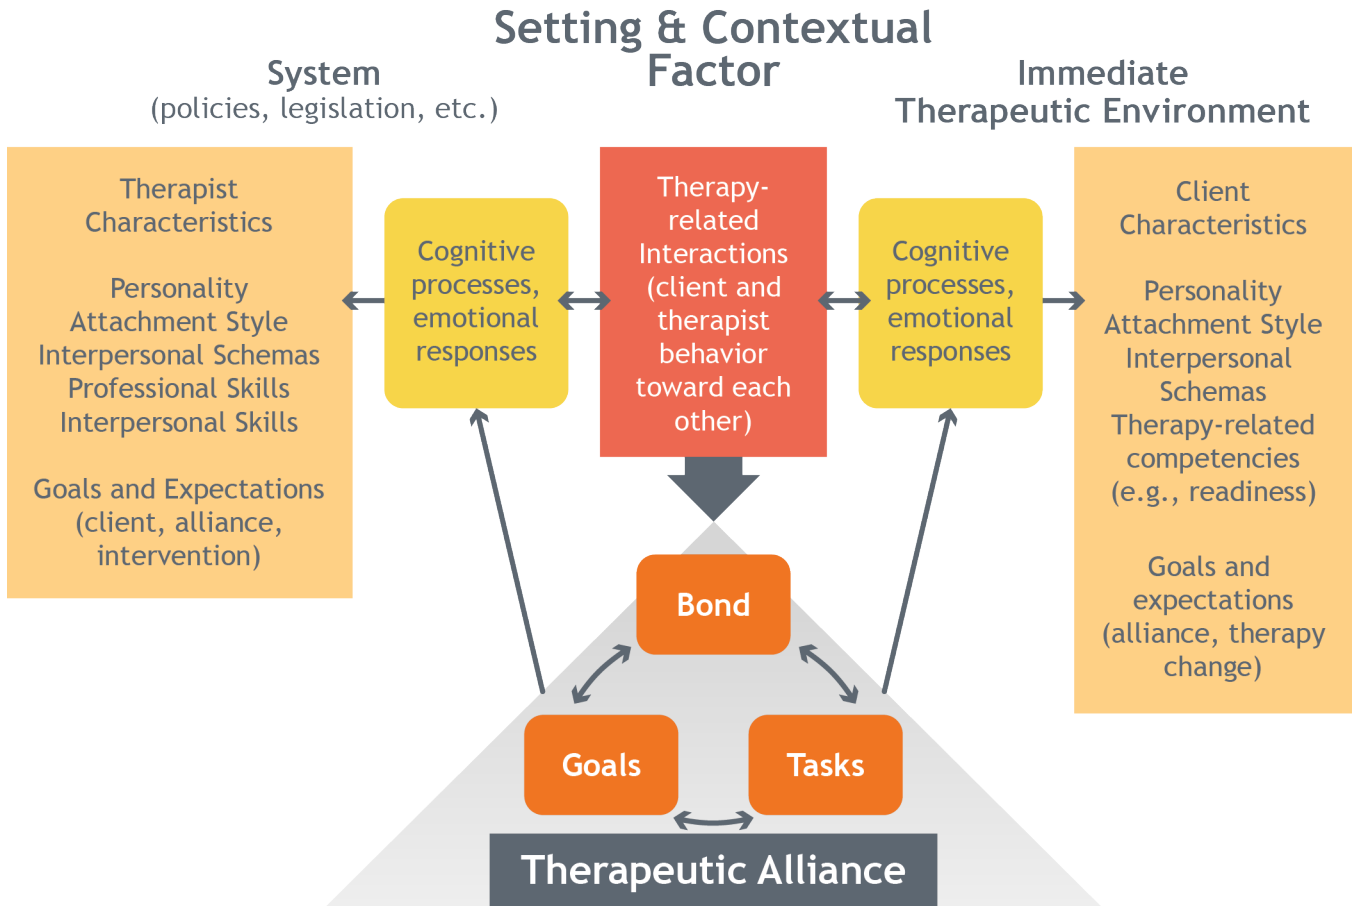 Setting & Contextual
Factor
System
(policies, legislation, etc.)
Immediate
Therapeutic Environment
Therapist
Characteristics
Personality
Attachment Style
Interpersonal Schemas
Professional Skills
Interpersonal Skills
Goals and Expectations
(client, alliance,
intervention)
Cognitive
processes,
emotional
responses
Therapy-
related
Interactions
(client and
therapist
behavior
toward each
other)
Cognitive
processes,
emotional
responses
Client
Characteristics
Personality
Attachment Style
Interpersonal
Schemas
Therapy-related
competencies
(e.g., readiness)
Goals and
expectations
(alliance, therapy
change)
Bond
Goals
Tasks
Therapeutic Alliance